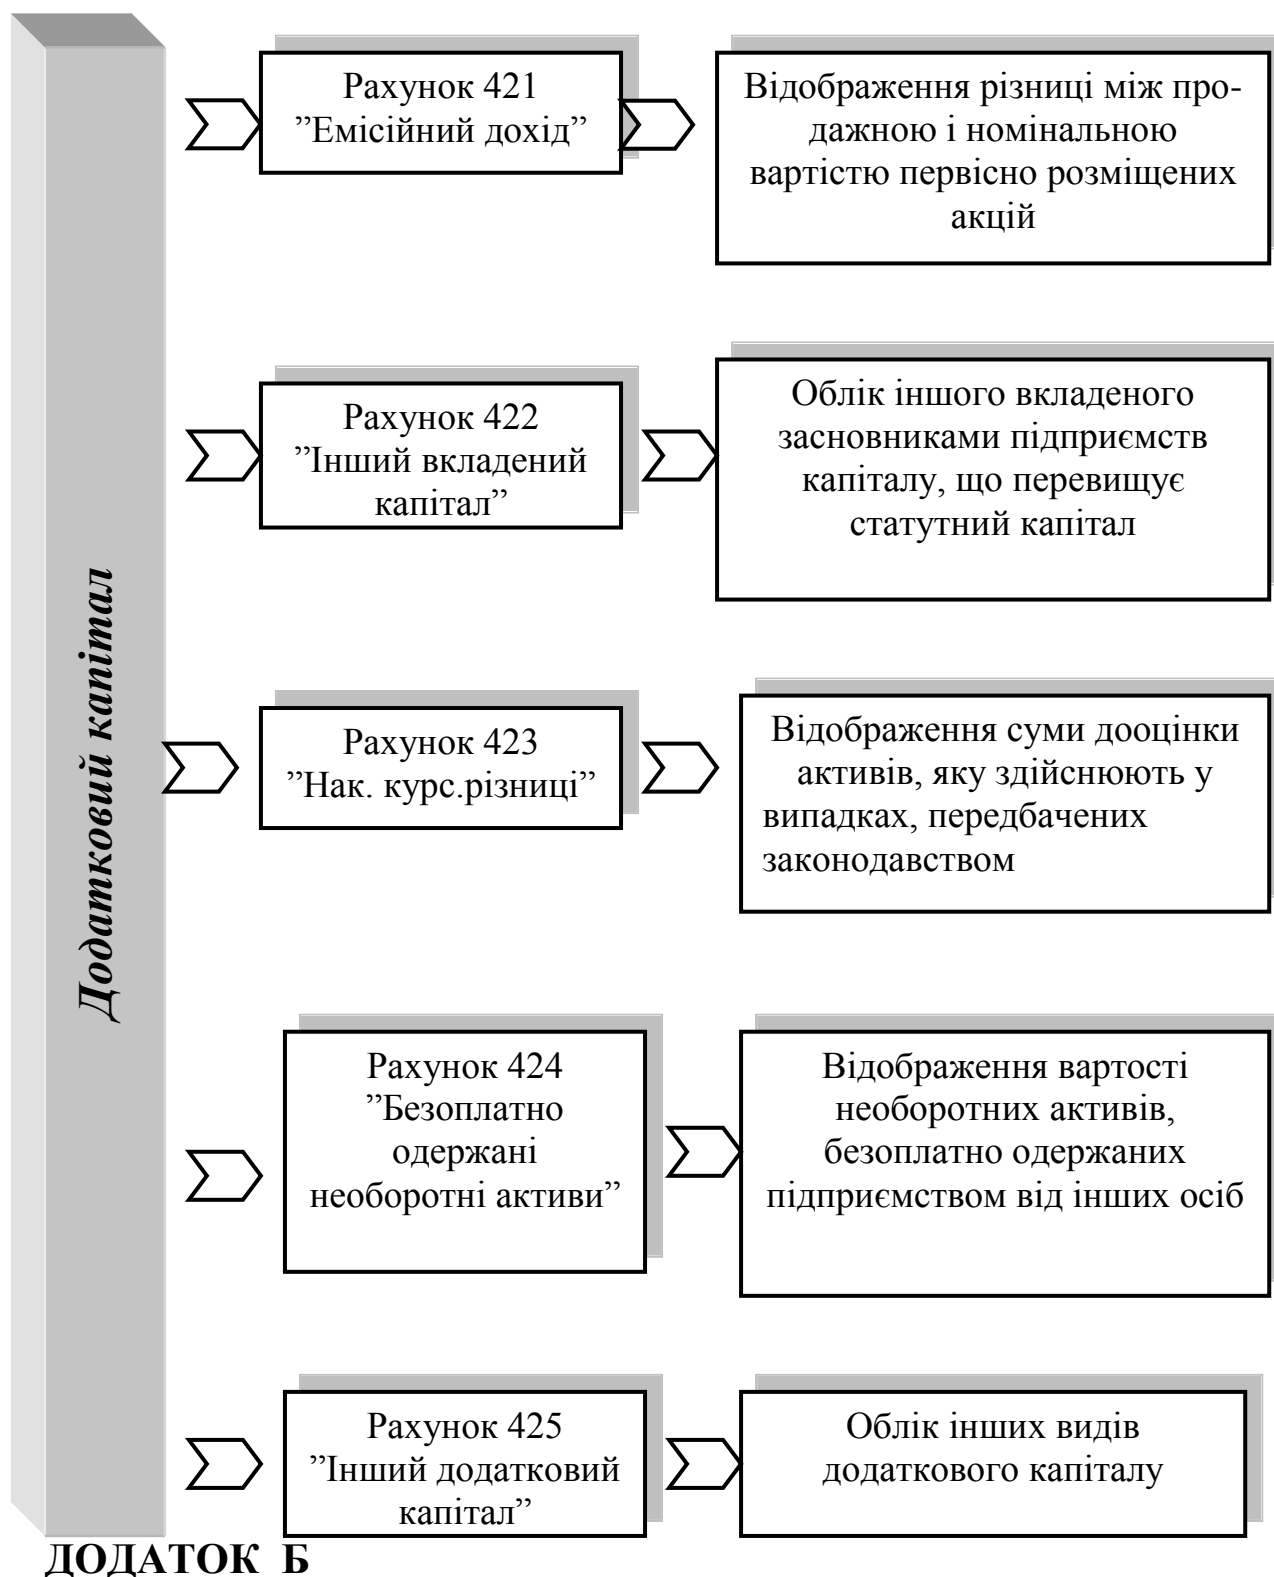 Додатковий капітал
Рахунок 421
”Емісійний дохід”
Відображення різниці між про-
дажною і номінальною
вартістю первісно розміщених
акцій
Рахунок 422
”Інший вкладений
капітал”
Облік іншого вкладеного
засновниками підприємств
капіталу, що перевищує
статутний капітал
Рахунок 423
”Нак. курс.різниці”
Відображення суми дооцінки
активів, яку здійснюють у
випадках, передбачених
законодавством
Рахунок 424
”Безоплатно
одержані
необоротні активи”
Відображення вартості
необоротних активів,
безоплатно одержаних
підприємством від інших осіб
Рахунок 425
”Інший додатковий
капітал”
Облік інших видів
додаткового капіталу
ДОДАТОК Б